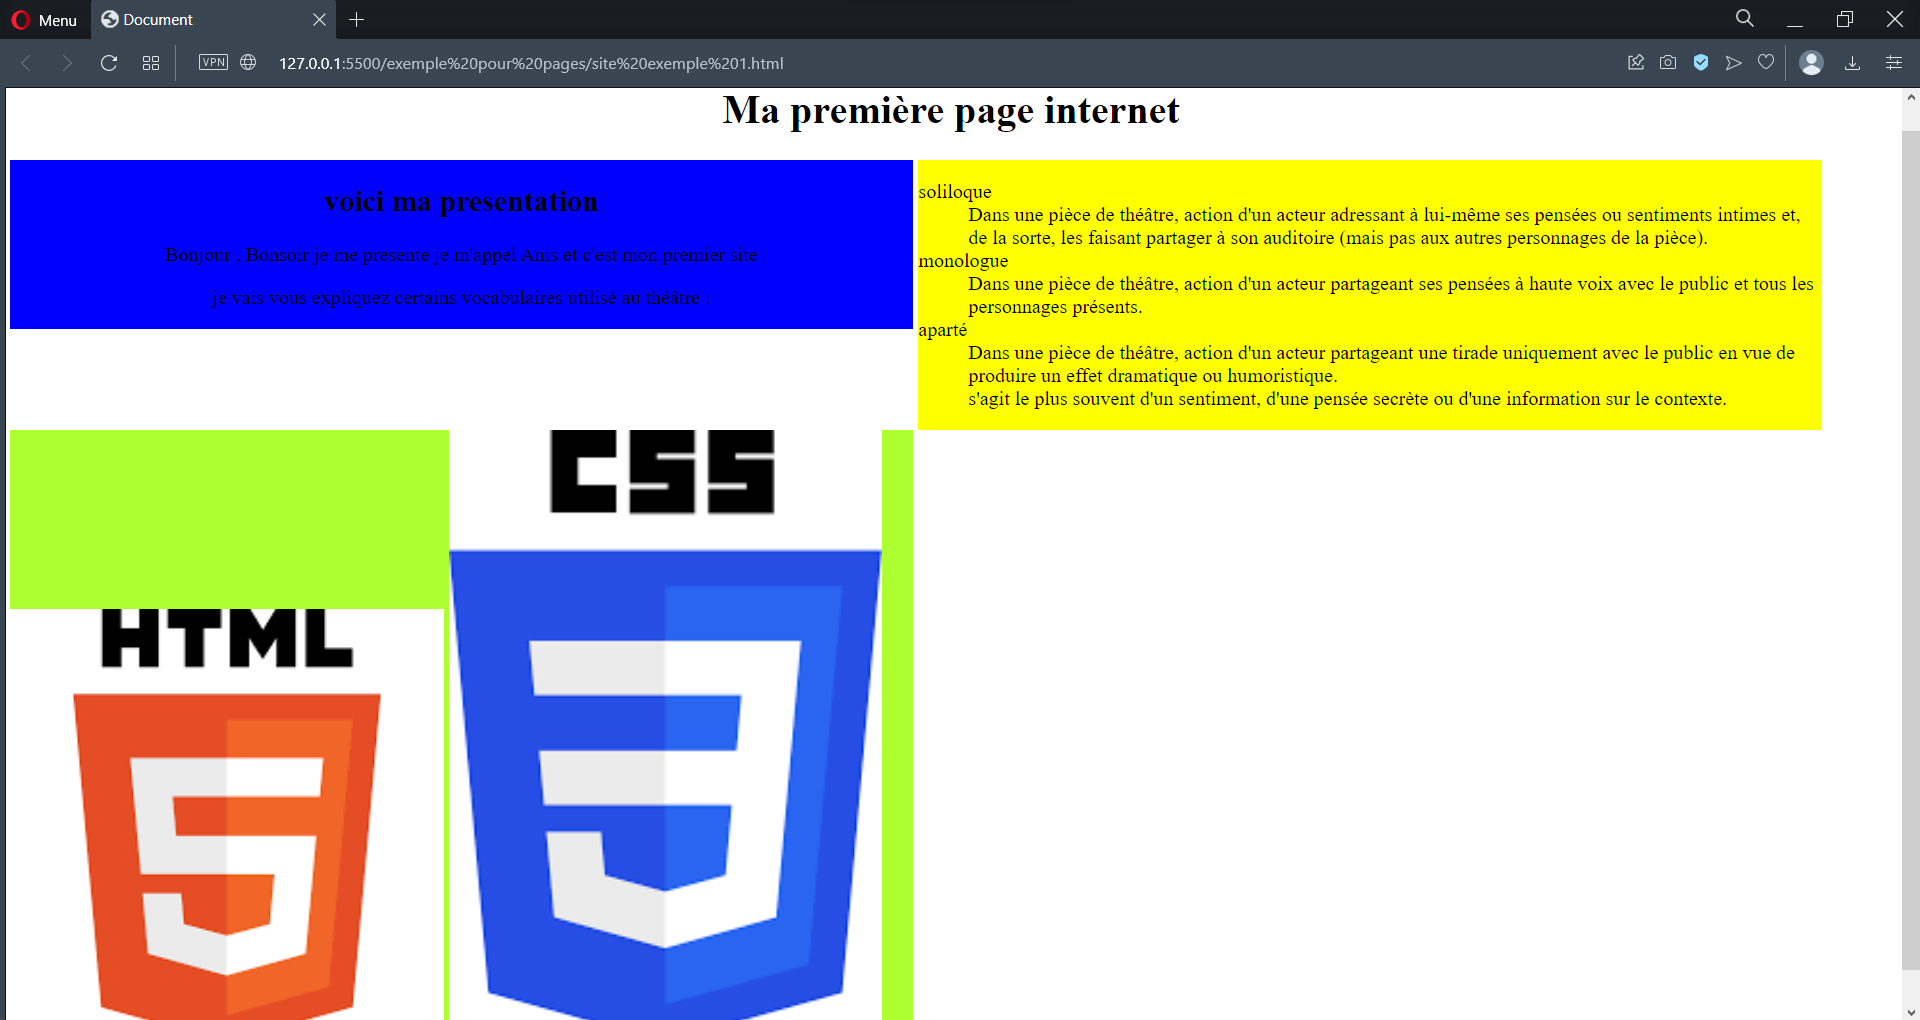 Menu
Document
VPN
127.0.0.1:5500/exemple%20pour%20pages/site%20exemple%201.html
Ma première page internet
voici ma presentation
Bonjour , Bonsoir je me presente je m'appel Anis et c'est mon premier site
je vais vous expliquez certains vocabulaires utilisé au théâtre :
soliloque
Dans une pièce de théâtre, action d'un acteur adressant à lui-même ses pensées ou sentiments intimes et,
de la sorte, les faisant partager à son auditoire (mais pas aux autres personnages de la pièce).
monologue
Dans une pièce de théâtre, action d'un acteur partageant ses pensées à haute voix avec le public et tous les
personnages présents.
aparté
Dans une pièce de théâtre, action d'un acteur partageant une tirade uniquement avec le public en vue de
produire un effet dramatique ou humoristique.
s'agit le plus souvent d'un sentiment, d'une pensée secrète ou d'une information sur le contexte.
CSS
HTML
3
5